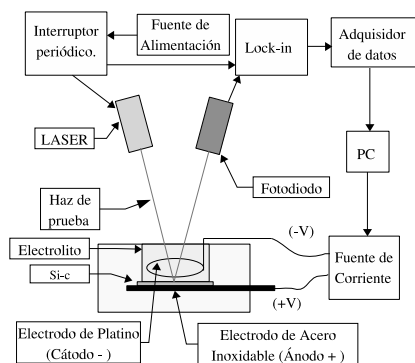 Interruptor
periódico.
Fuente de
Alimentación
Lock-in
Adquisidor
de datos
LASER
PC
Fotodiodo
Haz de
prueba
(-V)
Electrolito
Fuente de
Corriente
Si-c
(+V)
Electrodo de Platino
(Cátodo - )
Electrodo de Acero
Inoxidable (Ánodo + )